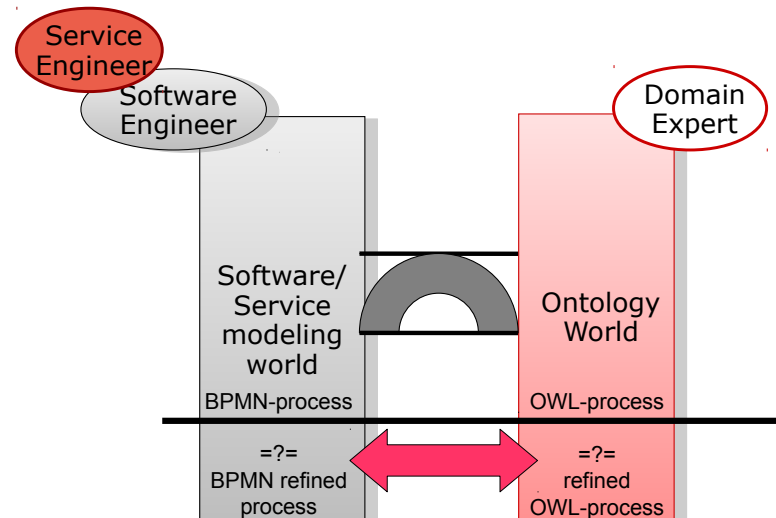 Service
Engineer
Software
Engineer
Domain
Expert
Software/
Service
modeling
world
Ontology
World
BPMN-process
OWL-process
=?=
BPMN refined
process
=?=
refined
OWL-process